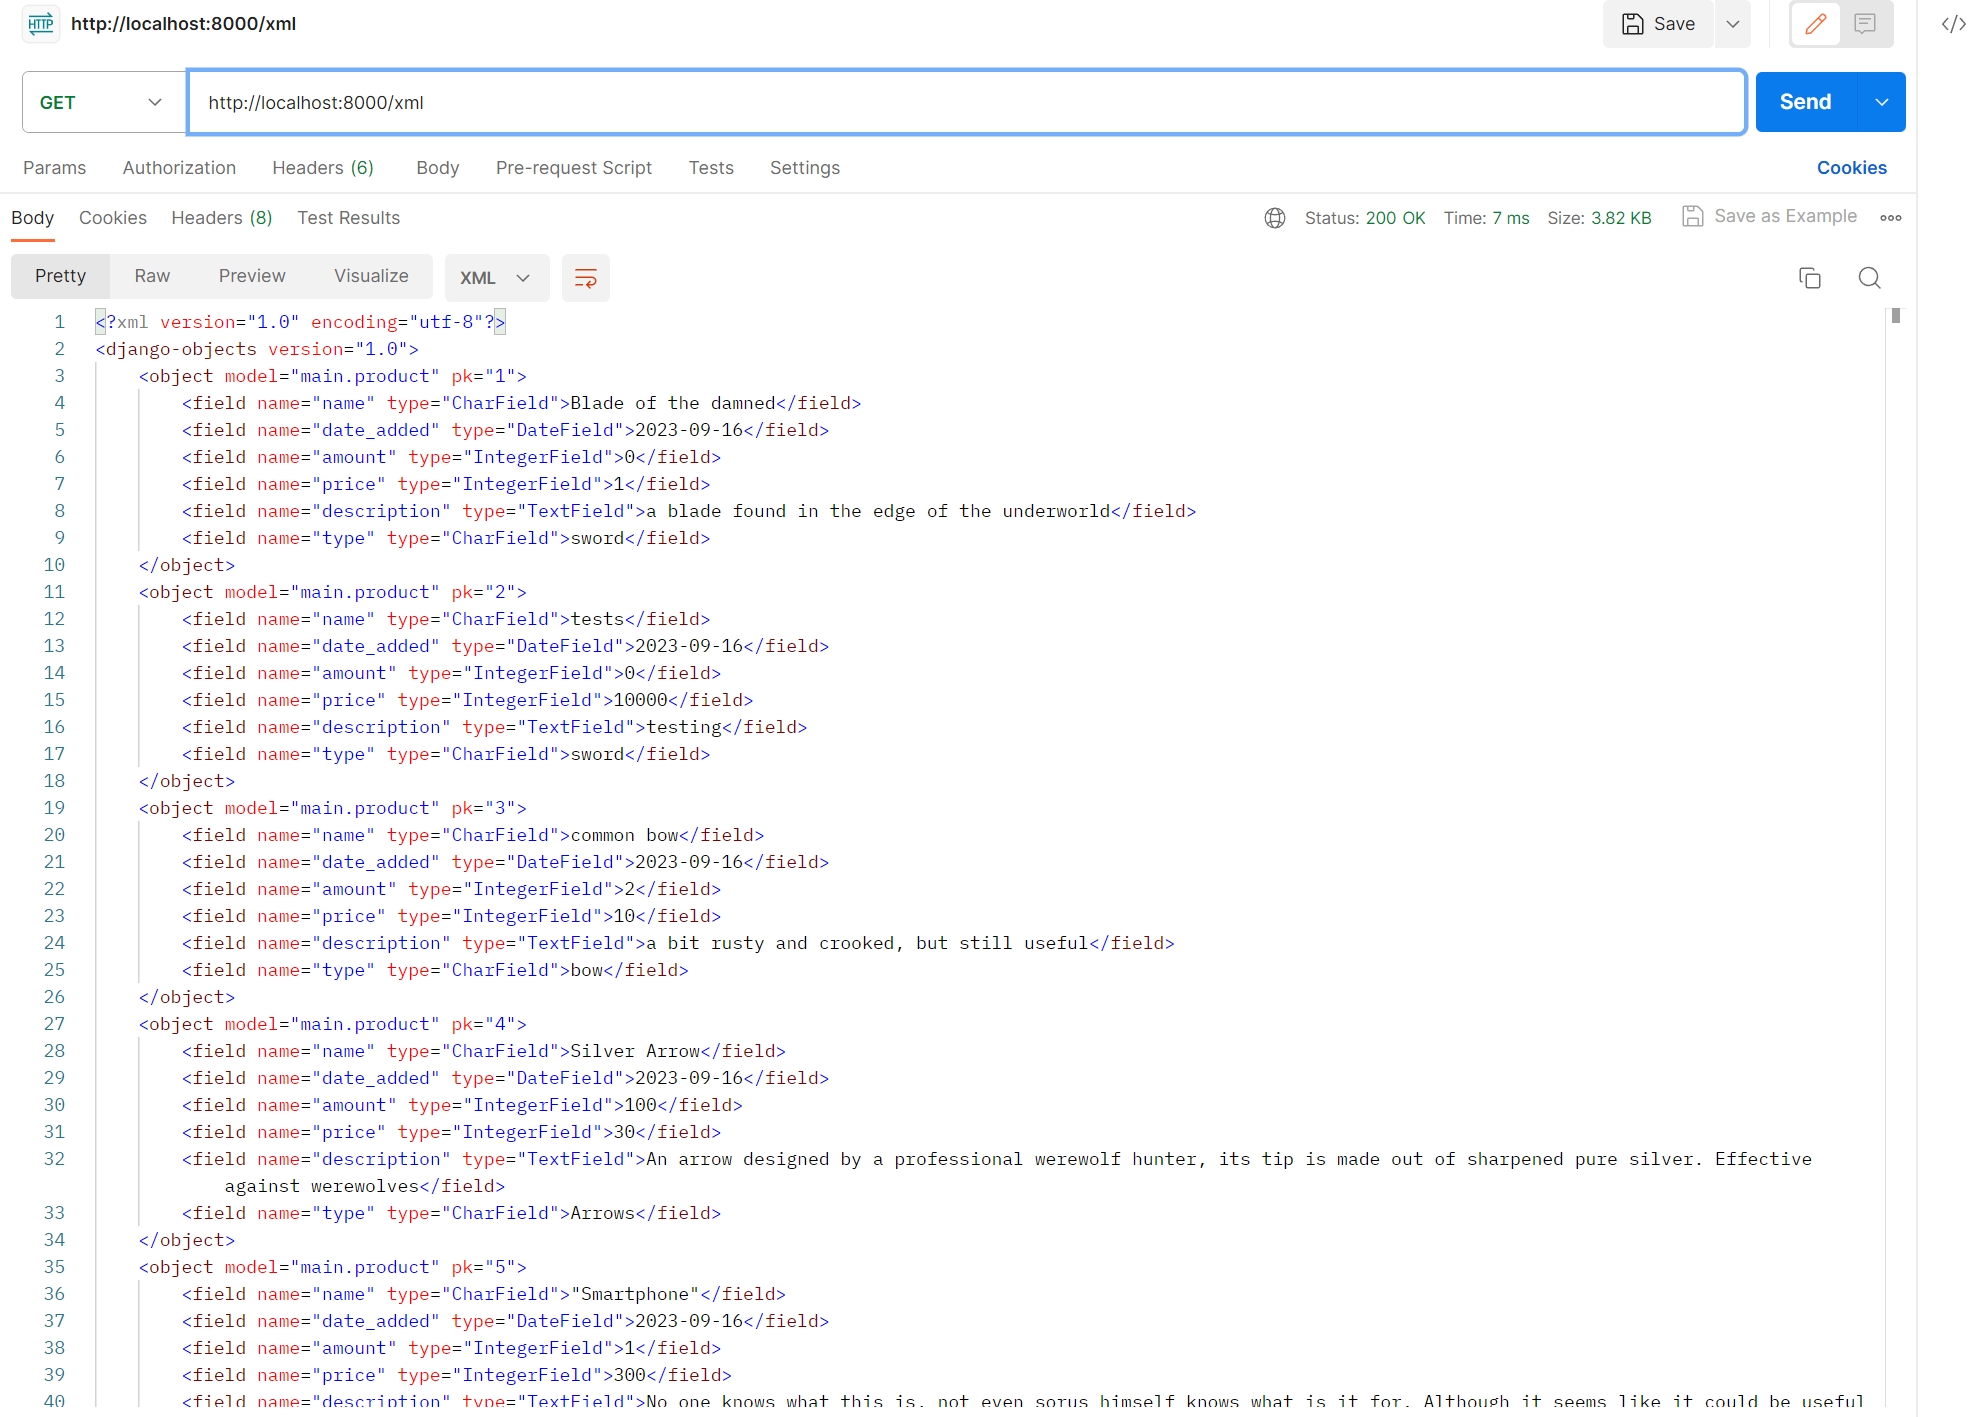 HTTP http://localhost:8000/xml Save </>
GET http://localhost:8000/xml Send
Params Authorization Headers (6) Body Pre-request Script Tests Settings Cookies
Body Cookies Headers (8) Test Results Status: 200 OK Time: 7 ms Size: 3.82 KB Save as Example
Pretty Raw Preview Visualize XML
1 <?xml version="1.0" encoding="utf-8"?>
2 <django-objects version="1.0">
3 <object model="main.product" pk="1">
4 <field name="name" type="CharField">Blade of the damned</field>
5 <field name="date_added" type="DateField">2023-09-16</field>
6 <field name="amount" type="IntegerField">0</field>
7 <field name="price" type="IntegerField">1</field>
8 <field name="description" type="TextField">a blade found in the edge of the underworld</field>
9 <field name="type" type="CharField">sword</field>
10 </object>
11 <object model="main.product" pk="2">
12 <field name="name" type="CharField">tests</field>
13 <field name="date_added" type="DateField">2023-09-16</field>
14 <field name="amount" type="IntegerField">0</field>
15 <field name="price" type="IntegerField">10000</field>
16 <field name="description" type="TextField">testing</field>
17 <field name="type" type="CharField">sword</field>
18 </object>
19 <object model="main.product" pk="3">
20 <field name="name" type="CharField">common bow</field>
21 <field name="date_added" type="DateField">2023-09-16</field>
22 <field name="amount" type="IntegerField">2</field>
23 <field name="price" type="IntegerField">10</field>
24 <field name="description" type="TextField">a bit rusty and crooked, but still useful</field>
25 <field name="type" type="CharField">bow</field>
26 </object>
27 <object model="main.product" pk="4">
28 <field name="name" type="CharField">Silver Arrow</field>
29 <field name="date_added" type="DateField">2023-09-16</field>
30 <field name="amount" type="IntegerField">100</field>
31 <field name="price" type="IntegerField">30</field>
32 <field name="description" type="TextField">An arrow designed by a professional werewolf hunter, its tip is made out of sharpened pure silver. Effective
against werewolves</field>
33 <field name="type" type="CharField">Arrows</field>
34 </object>
35 <object model="main.product" pk="5">
36 <field name="name" type="CharField">"Smartphone"</field>
37 <field name="date_added" type="DateField">2023-09-16</field>
38 <field name="amount" type="IntegerField">1</field>
39 <field name="price" type="IntegerField">300</field>
40 <field name="description" type="TextField">No one knows what this is, not even sorus himself knows what is it for. Although it seems like it could be useful